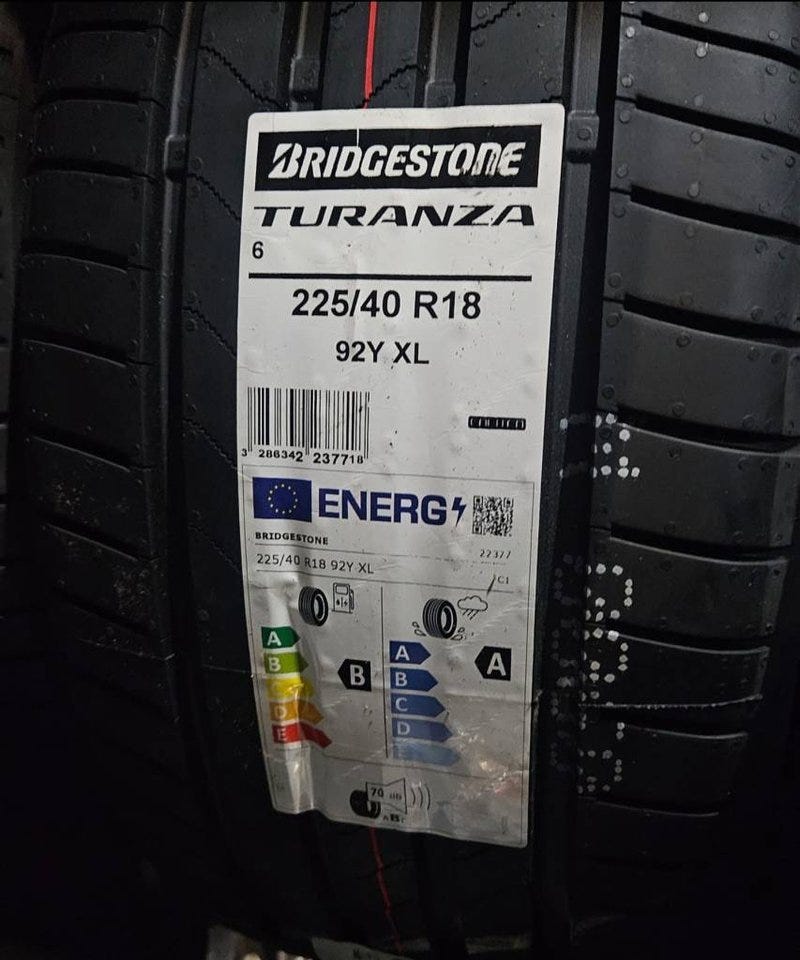 BRIDGESTONE
TURANZA
6
225/40 R18
92Y XL
3 286342 237718
ENERG
BRIDGESTONE
22377
225/40 R18 92Y XL
C1
A
B
D
E
B
A
B
C
D
E
A
70 dB
ABC